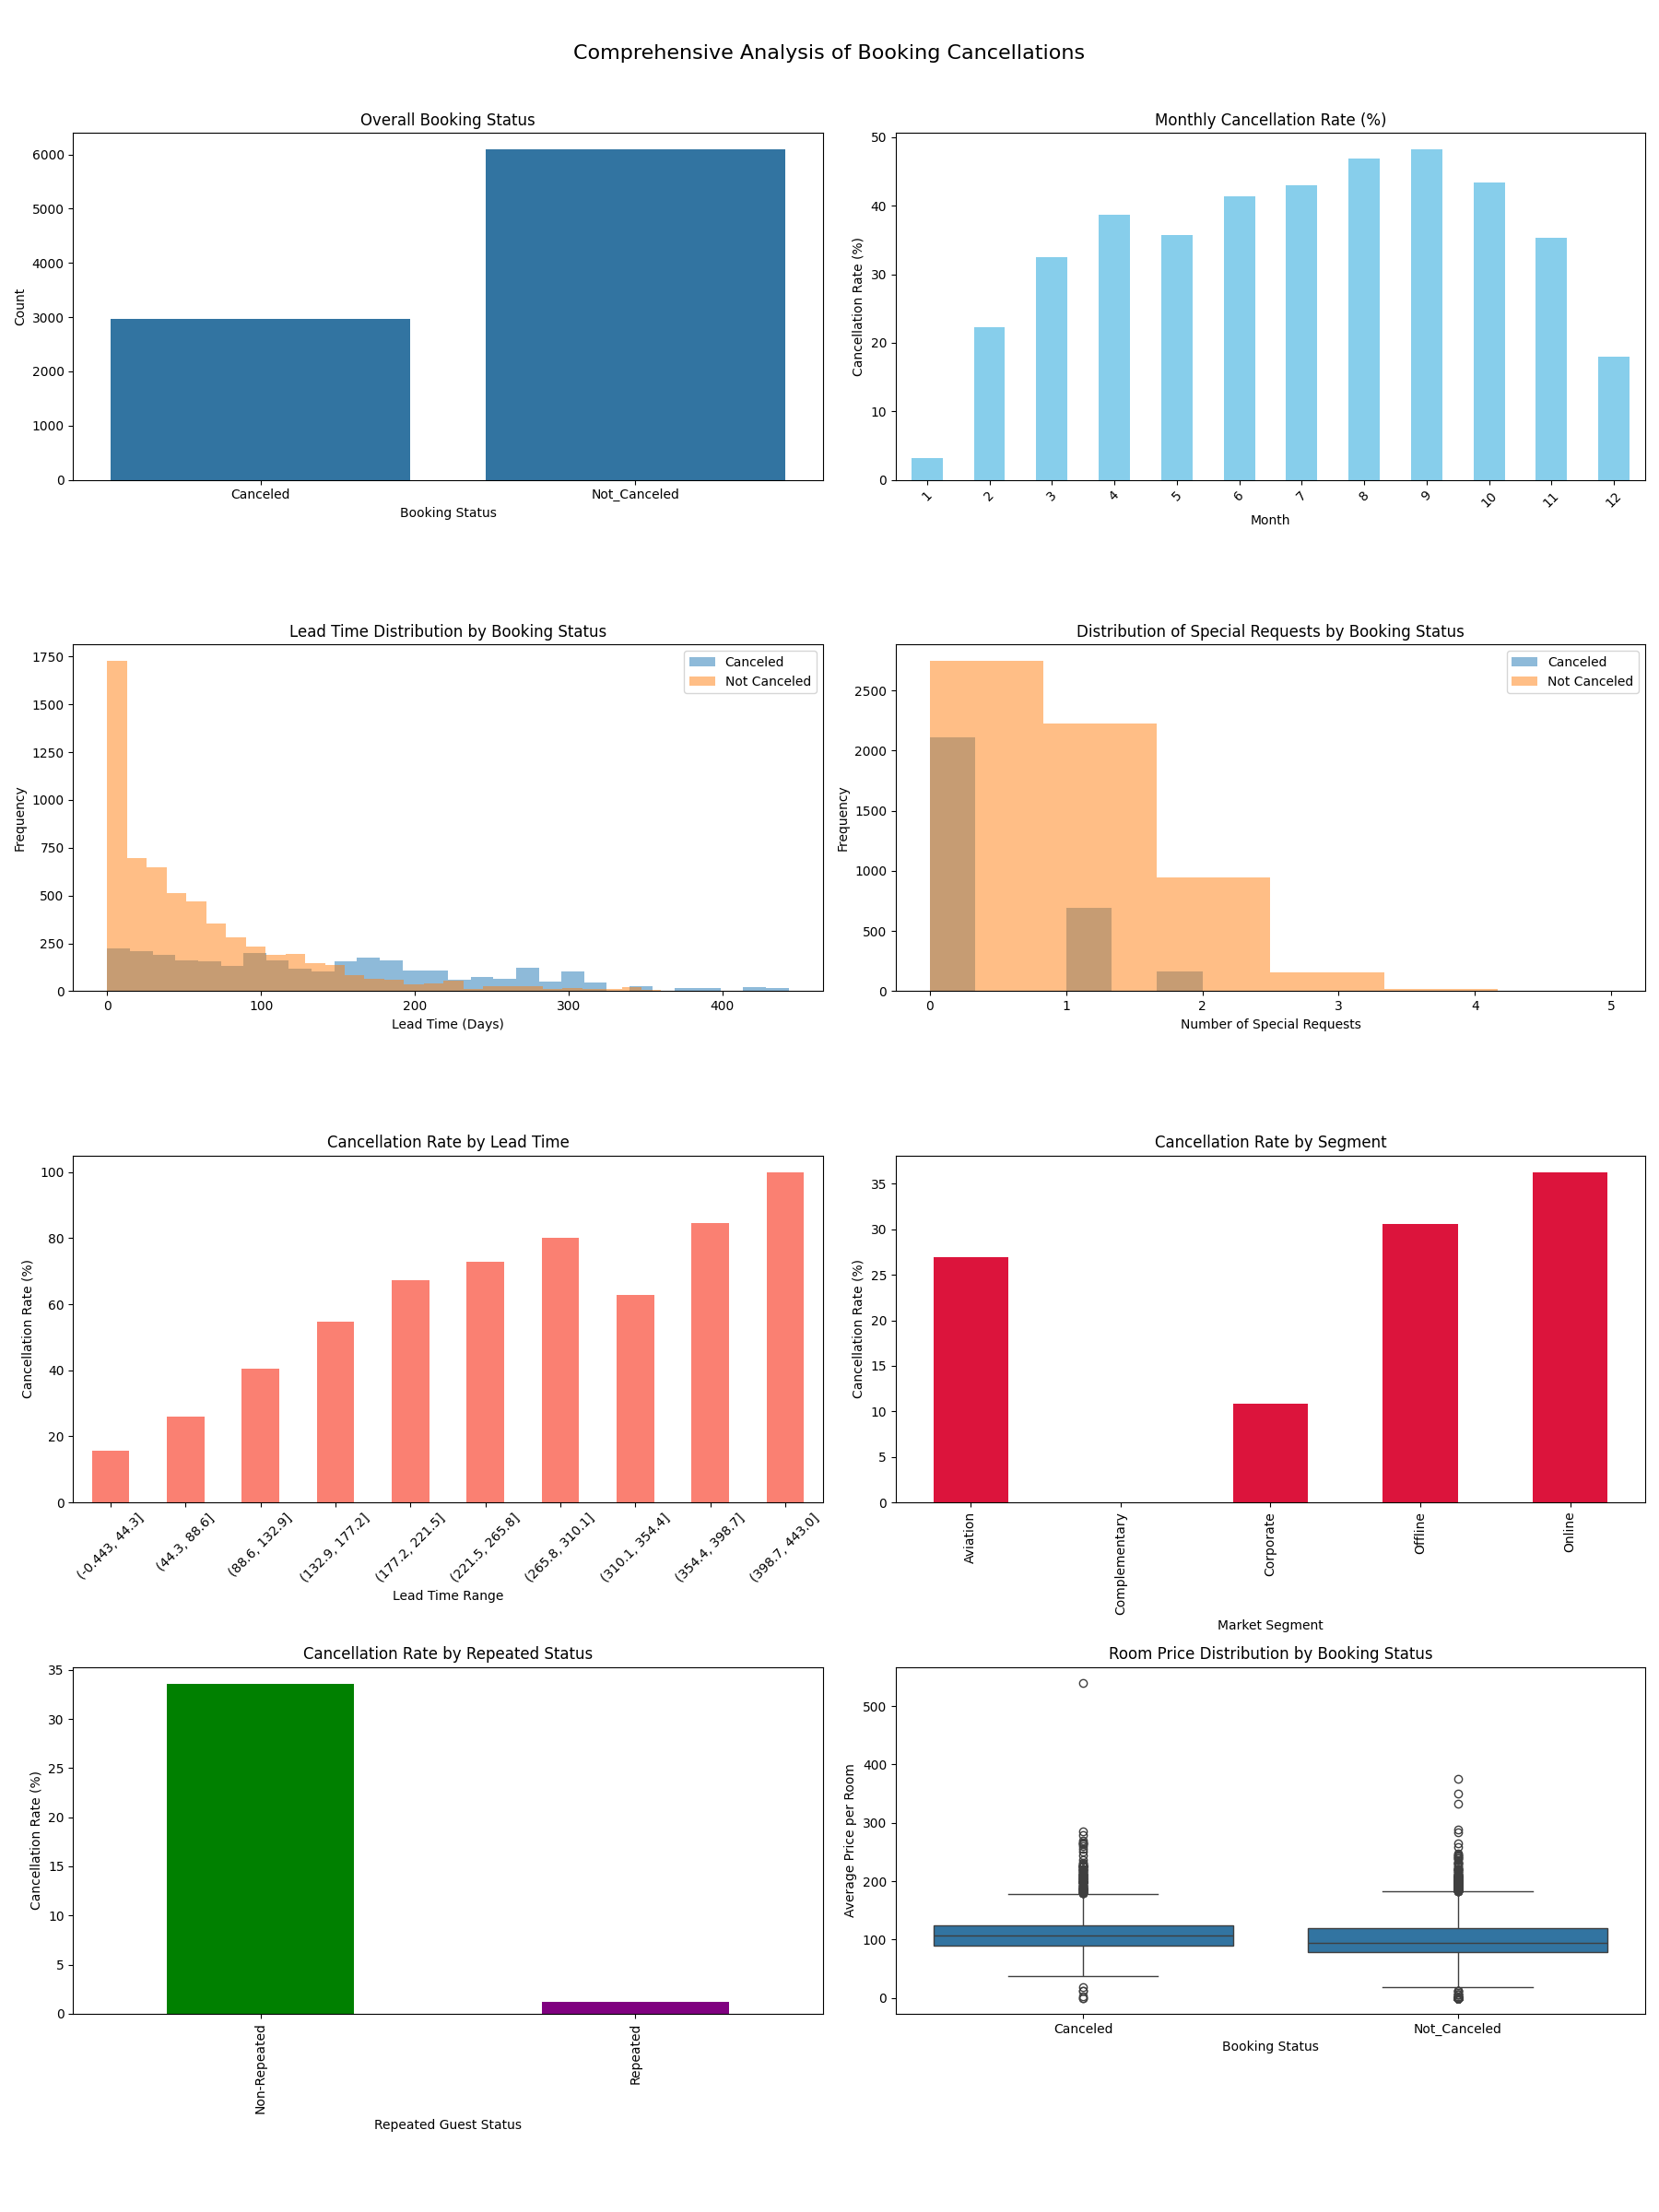 Comprehensive Analysis of Booking Cancellations
Overall Booking Status
Count
6000
5000
4000
3000
2000
1000
0
Canceled Not_Canceled
Booking Status
Monthly Cancellation Rate (%)
Cancellation Rate (%)
50
40
30
20
10
0
1 2 3 4 5 6 7 8 9 10 11 12
Month
Lead Time Distribution by Booking Status
Canceled
Not Canceled
Frequency
1750
1500
1250
1000
750
500
250
0
0 100 200 300 400
Lead Time (Days)
Distribution of Special Requests by Booking Status
Canceled
Not Canceled
Frequency
2500
2000
1500
1000
500
0
0 1 2 3 4 5
Number of Special Requests
Cancellation Rate by Lead Time
Cancellation Rate (%)
100
80
60
40
20
0
(-0.443, 44.3] (44.3, 88.6] (88.6, 132.9] (132.9, 177.2] (177.2, 221.5] (221.5, 265.8] (265.8, 310.1] (310.1, 354.4] (354.4, 398.7] (398.7, 443.0]
Lead Time Range
Cancellation Rate by Segment
Cancellation Rate (%)
35
30
25
20
15
10
5
0
Aviation Complementary Corporate Offline Online
Market Segment
Cancellation Rate by Repeated Status
Cancellation Rate (%)
35
30
25
20
15
10
5
0
Non-Repeated Repeated
Repeated Guest Status
Room Price Distribution by Booking Status
Average Price per Room
500
400
300
200
100
0
Canceled Not_Canceled
Booking Status